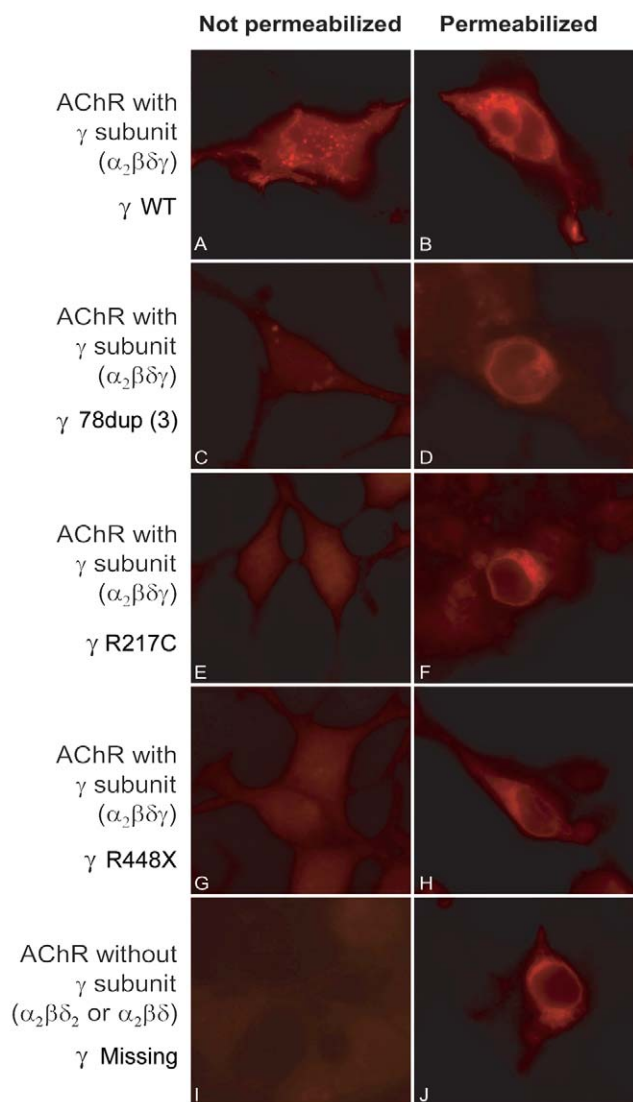 Not permeabilized Permeabilized
AChR with
γ subunit
(α₂βδγ)
γ WT
A B
AChR with
γ subunit
(α₂βδγ)
γ 78dup (3)
C D
AChR with
γ subunit
(α₂βδγ)
γ R217C
E F
AChR with
γ subunit
(α₂βδγ)
γ R448X
G H
AChR without
γ subunit
(α₂βδ₂ or α₂βδ)
γ Missing
I J